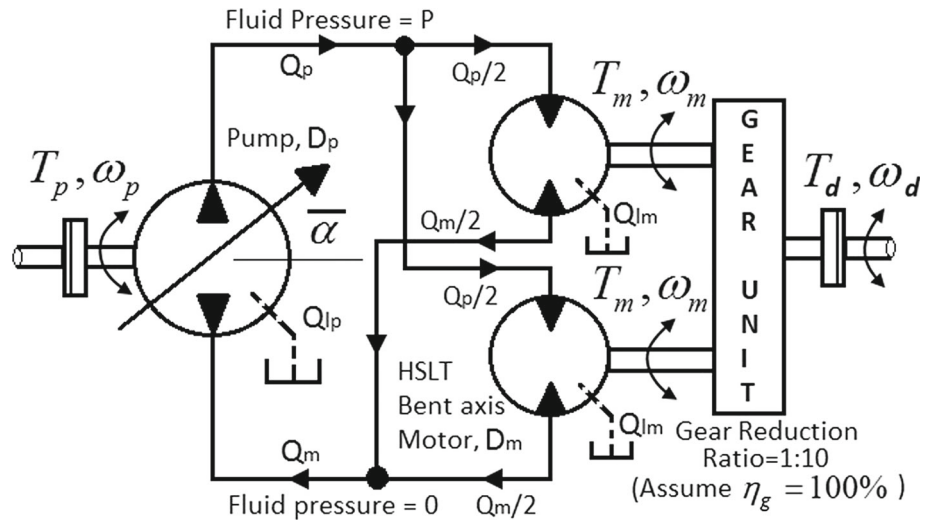 Fluid Pressure = P
Qp
Qp/2
Tm, ωm
Pump, Dp
Tp, ωp
α̅
Qlm
Qm/2
Qp/2
Tm, ωm
GEAR UNIT
Td, ωd
Qlp
HSLT
Bent axis
Motor, Dm
Qlm
Qm
Qm/2
Fluid pressure = 0
Gear Reduction
Ratio=1:10
(Assume ηg = 100% )